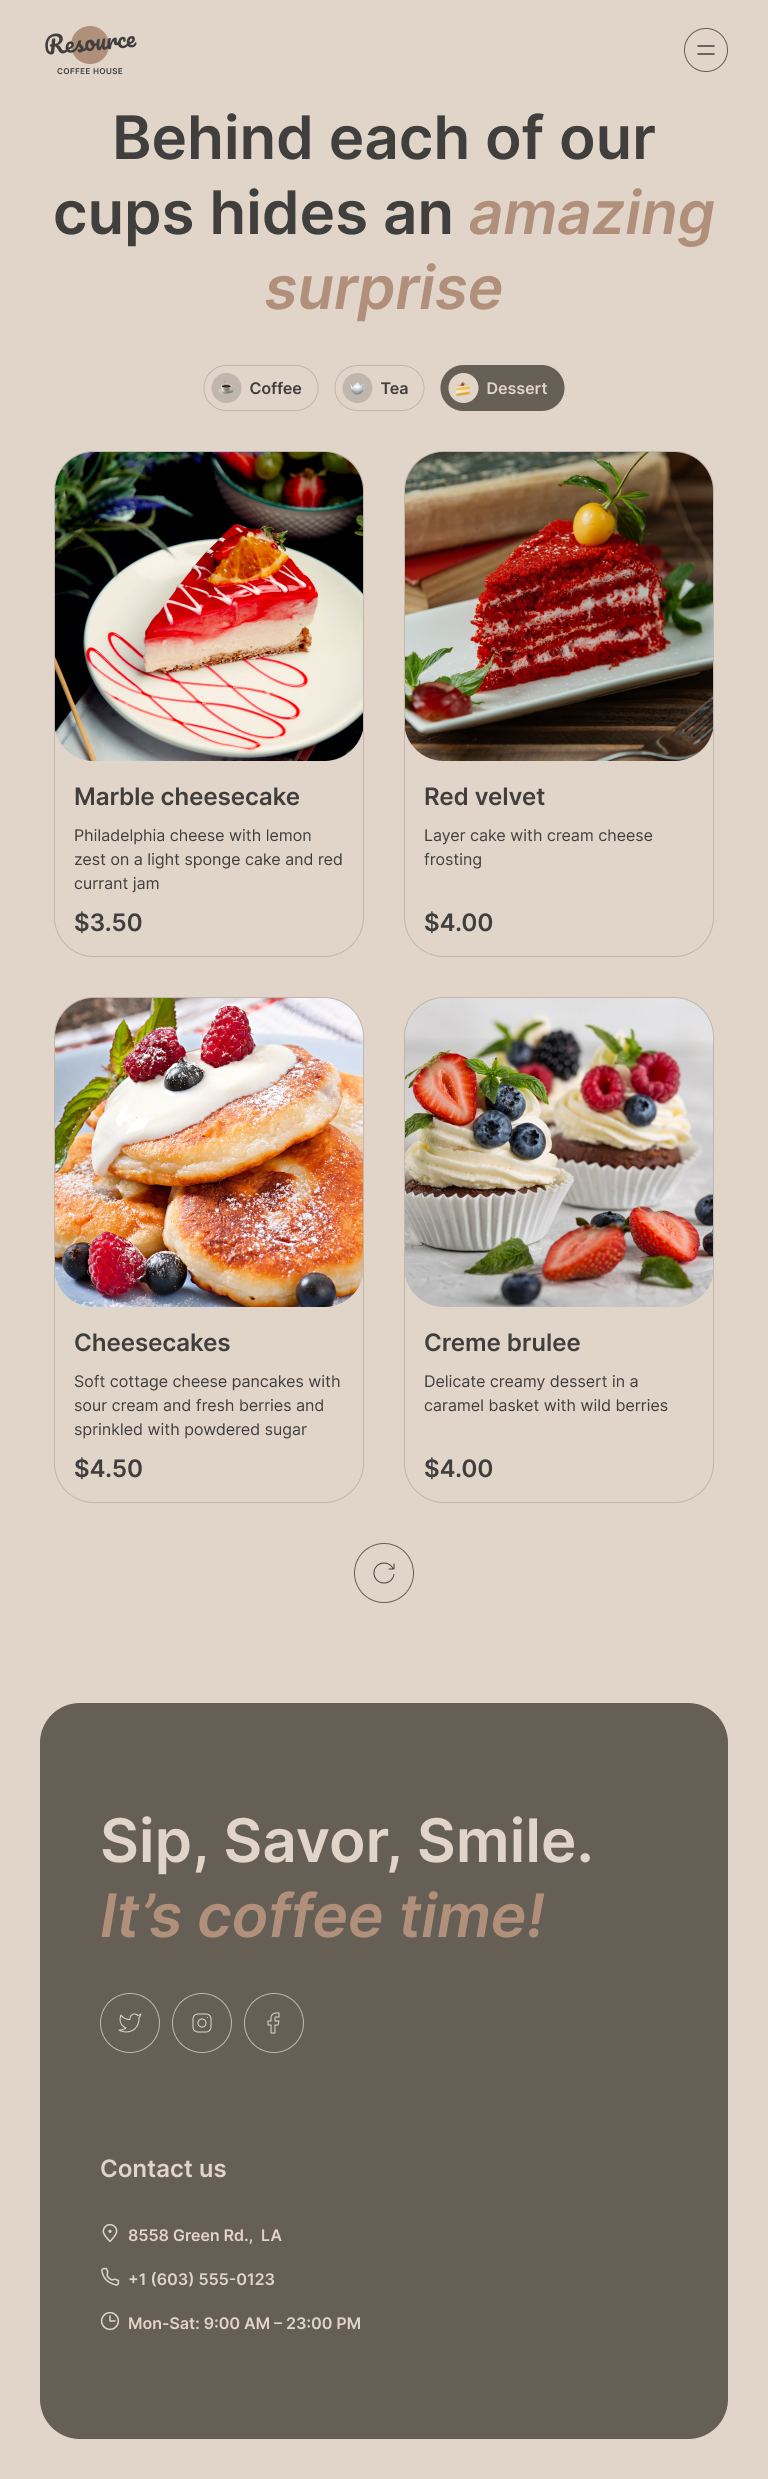 Resource
COFFEE HOUSE
Behind each of our
cups hides an amazing
surprise
Coffee
Tea
Dessert
Marble cheesecake
Philadelphia cheese with lemon
zest on a light sponge cake and red
currant jam
$3.50
Red velvet
Layer cake with cream cheese
frosting
$4.00
Cheesecakes
Soft cottage cheese pancakes with
sour cream and fresh berries and
sprinkled with powdered sugar
$4.50
Creme brulee
Delicate creamy dessert in a
caramel basket with wild berries
$4.00
Sip, Savor, Smile.
It’s coffee time!
Contact us
8558 Green Rd., LA
+1 (603) 555-0123
Mon-Sat: 9:00 AM – 23:00 PM